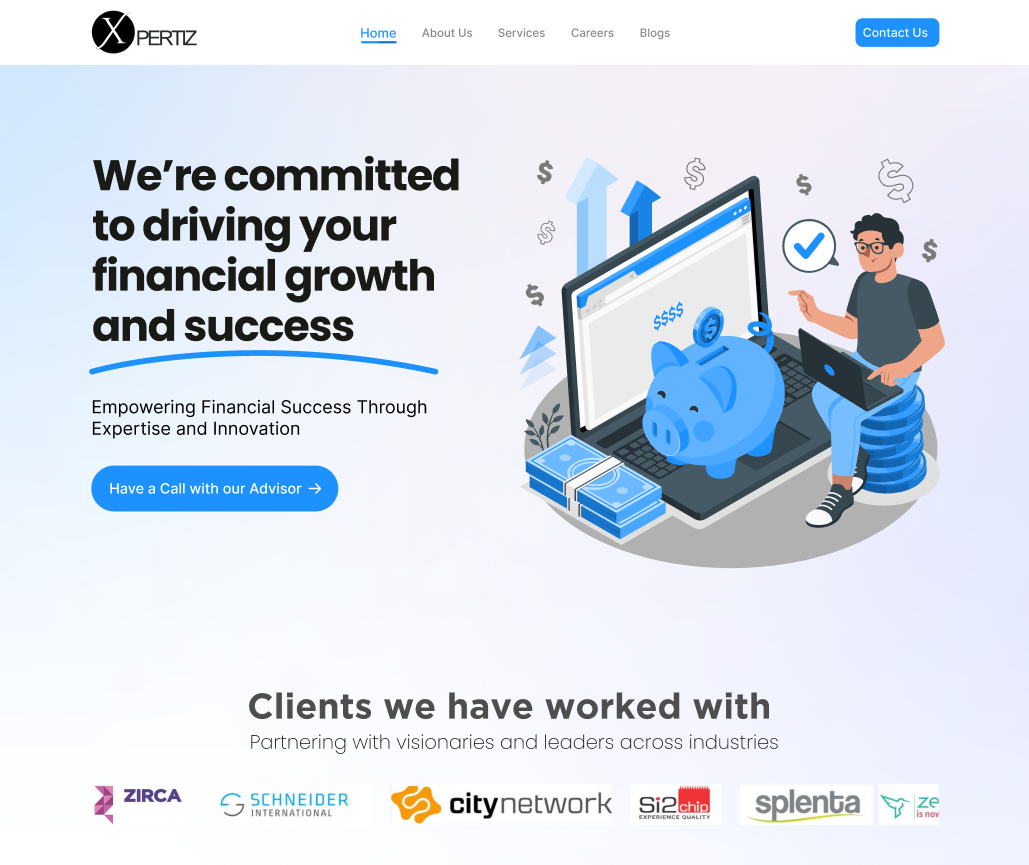 XPERTIZ
Home
About Us
Services
Careers
Blogs
Contact Us
We’re committed
to driving your
financial growth
and success
$$$$
Empowering Financial Success Through
Expertise and Innovation
Have a Call with our Advisor →
Clients we have worked with
Partnering with visionaries and leaders across industries
ZIRCA
SCHNEIDER
INTERNATIONAL
citynetwork
Si2chip
EXPERIENCE QUALITY
splenta
ze
is now